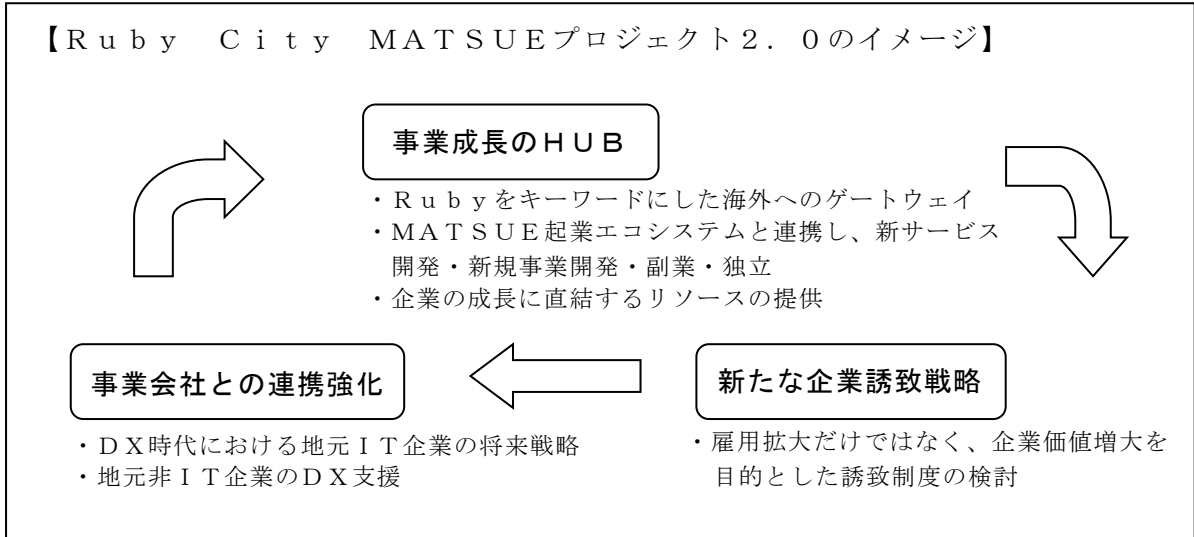 【Ｒｕｂｙ　Ｃｉｔｙ　ＭＡＴＳＵＥプロジェクト２．０のイメージ】
事業成長のＨＵＢ
・Ｒｕｂｙをキーワードにした海外へのゲートウェイ
・ＭＡＴＳＵＥ起業エコシステムと連携し、新サービス
開発・新規事業開発・副業・独立
・企業の成長に直結するリソースの提供
事業会社との連携強化
・ＤＸ時代における地元ＩＴ企業の将来戦略
・地元非ＩＴ企業のＤＸ支援
新たな企業誘致戦略
・雇用拡大だけではなく、企業価値増大を
目的とした誘致制度の検討